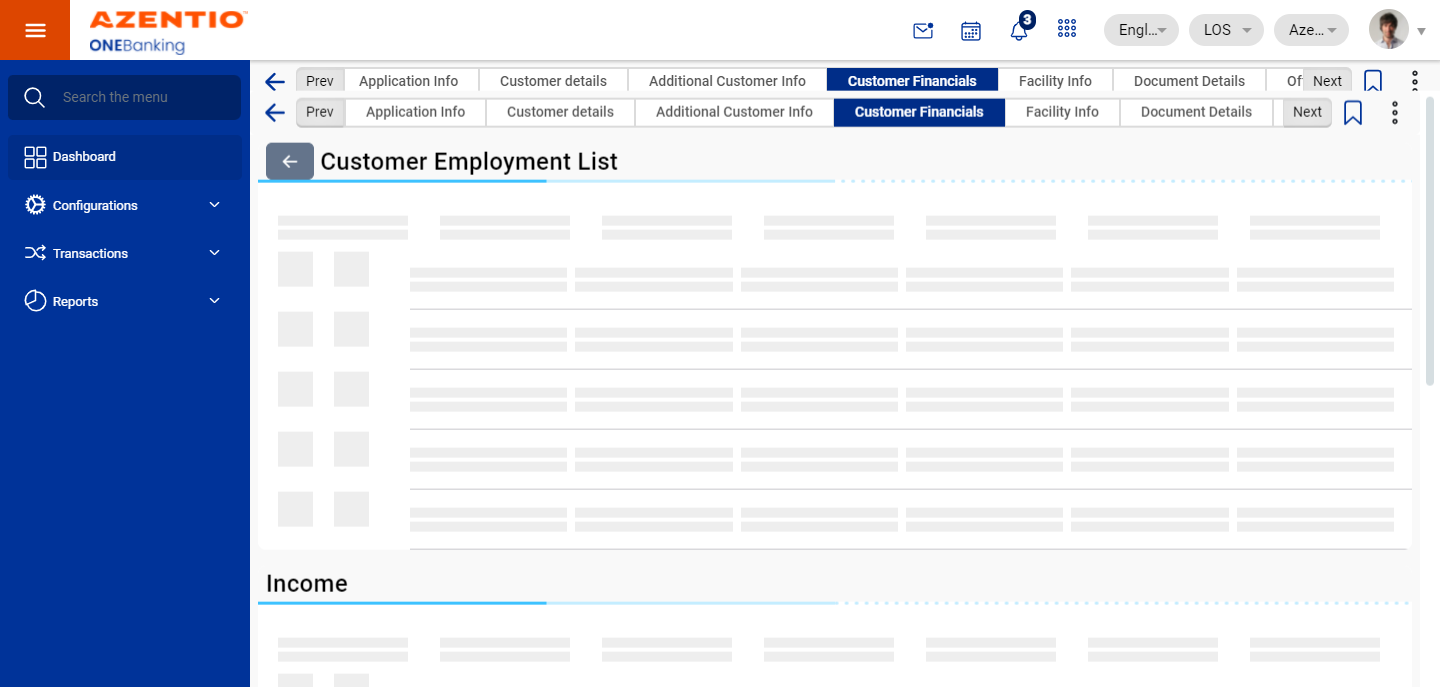 AZENTIO™
ONEBanking
3
Engl...
LOS
Aze...
Search the menu
Dashboard
Configurations
Transactions
Reports
Prev Application Info Customer details Additional Customer Info Customer Financials Facility Info Document Details Of Next
Prev Application Info Customer details Additional Customer Info Customer Financials Facility Info Document Details Next
Customer Employment List
Income